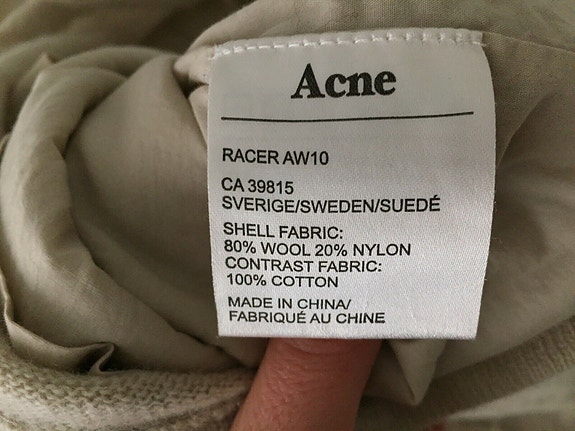 Acne
RACER AW10
CA 39815
SVERIGE/SWEDEN/SUEDÉ
SHELL FABRIC:
80% WOOL 20% NYLON
CONTRAST FABRIC:
100% COTTON
MADE IN CHINA/
FABRIQUÉ AU CHINE